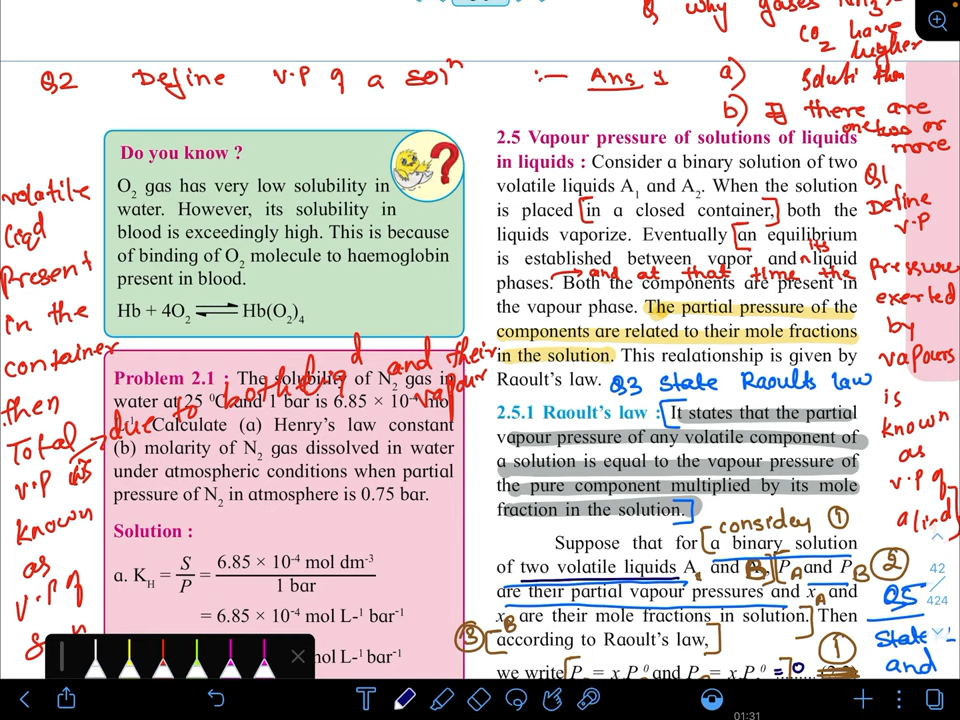 Q why gases NH3
CO2 have
higher
Q2 Define V.P of a soln :- Ans 1 a) 
b) If there are
one or
more
Do you know ?
O2 gas has very low solubility in
water. However, its solubility in
blood is exceedingly high. This is because
of binding of O2 molecule to haemoglobin
present in blood.
Hb + 4O2 ⇌ Hb(O2)4
volatile
liqd
present
in the
container
then
Total
V.P is
known
as
V.P of
soln
due to both liqd and their
vapour
Problem 2.1 : The solubility of N2 gas in
water at 25 °C and 1 bar is 6.85 × 10-4 mol
L-1. Calculate (a) Henry's law constant
(b) molarity of N2 gas dissolved in water
under atmospheric conditions when partial
pressure of N2 in atmosphere is 0.75 bar.
Solution :
a. KH = S/P = 6.85 × 10-4 mol dm-3 / 1 bar
= 6.85 × 10-4 mol L-1 bar-1
mol L-1 bar-1
2.5 Vapour pressure of solutions of liquids
in liquids : Consider a binary solution of two
volatile liquids A1 and A2. When the solution
is placed [in a closed container,] both the
liquids vaporize. Eventually [an equilibrium
is established between vapor and its liquid
phases. → and at that time the
Both the components are present in
the vapour phase. The partial pressure of the
components are related to their mole fractions
in the solution. This realationship is given by
Raoult's law. Q3 State Raoults law
2.5.1 Raoult's law : [It states that the partial
vapour pressure of any volatile component of
a solution is equal to the vapour pressure of
the pure component multiplied by its mole
fraction in the solution.]
consider ①
Suppose that for [a binary solution
of two volatile liquids A, and B] [PA and PB ②
are their partial vapour pressures and xA and
xB are their mole fractions in solution.] Then
③ [according to Raoult's law,]
we write
Q1
Define
V.P
Pressure
exerted
by
vapours
is
known
as
V.P of
a liqd
Q5
State
and
42
424
01:31